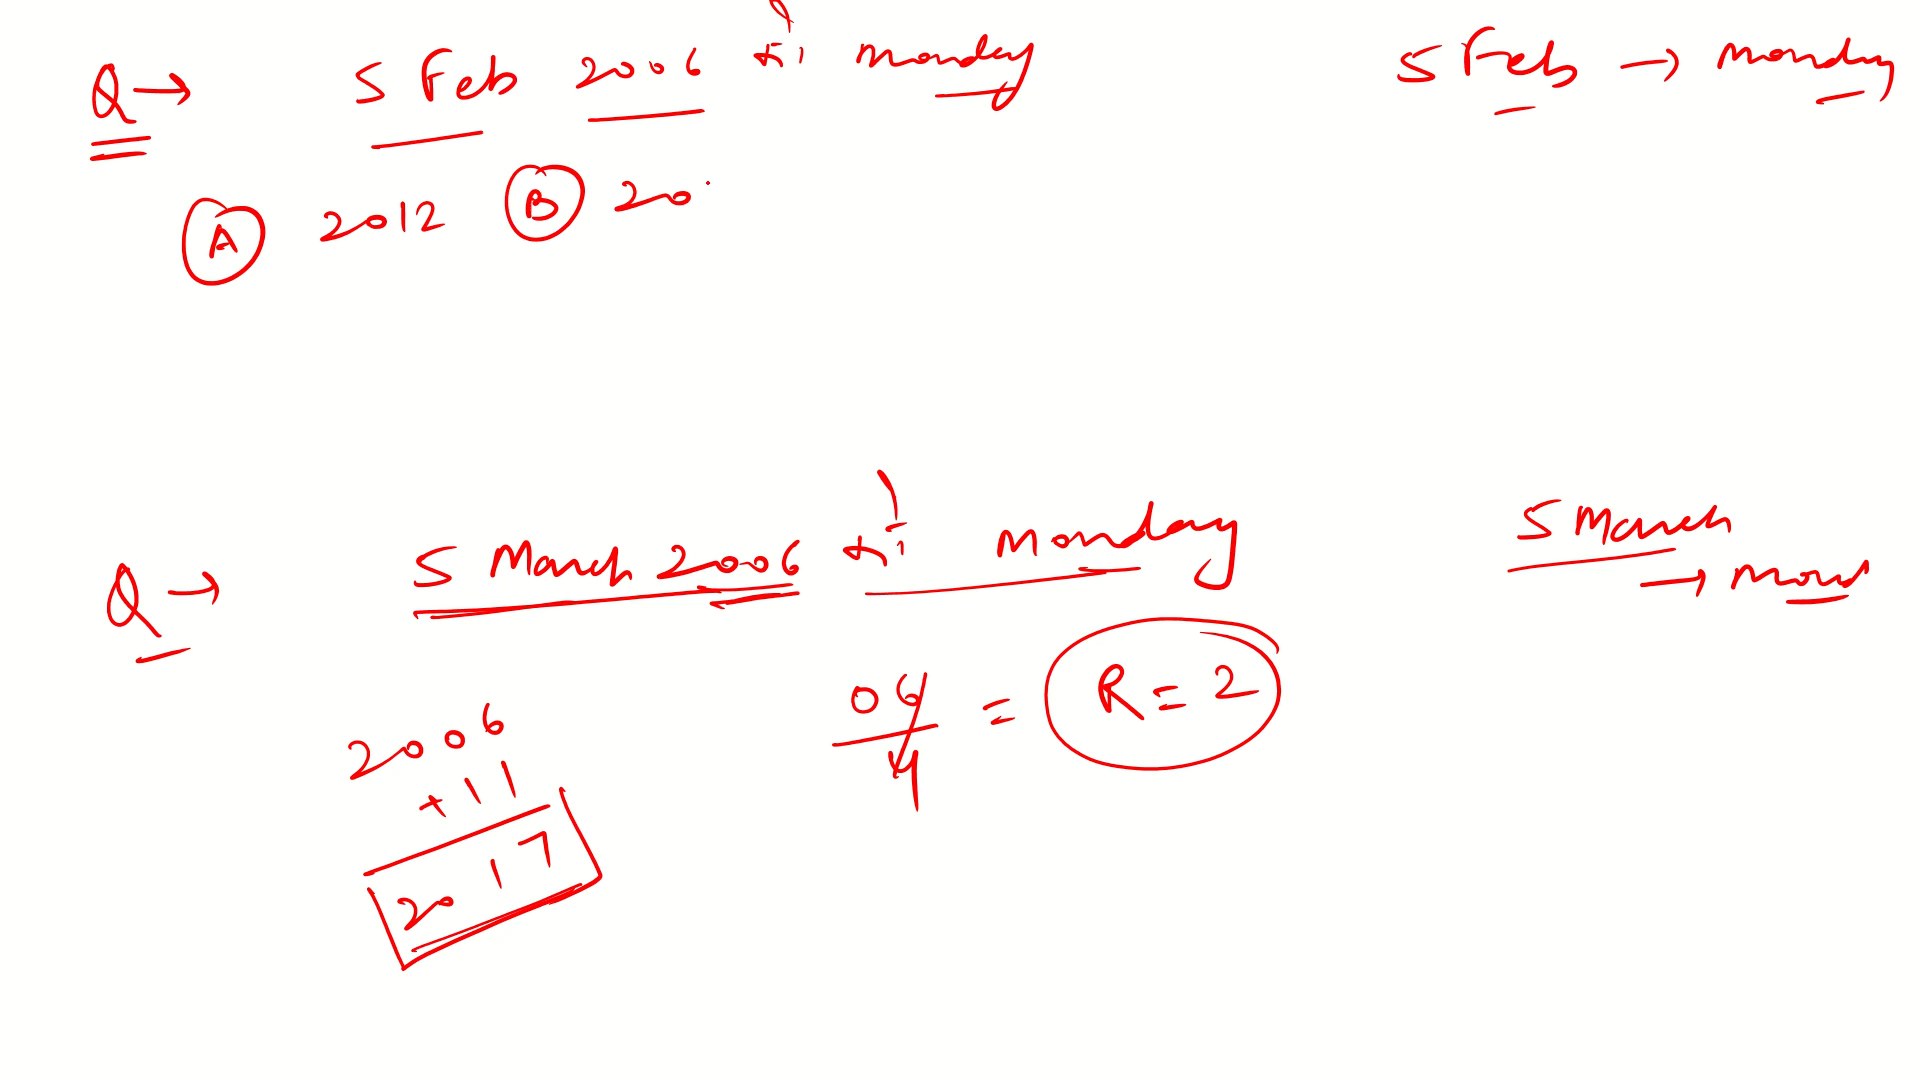 Q → 5 Feb 2006 को monday 5 Feb → monday
A 2012 B 20
Q → 5 March 2006 को monday 5 March
→ mon
06/4 = R = 2
2006
+11
2017